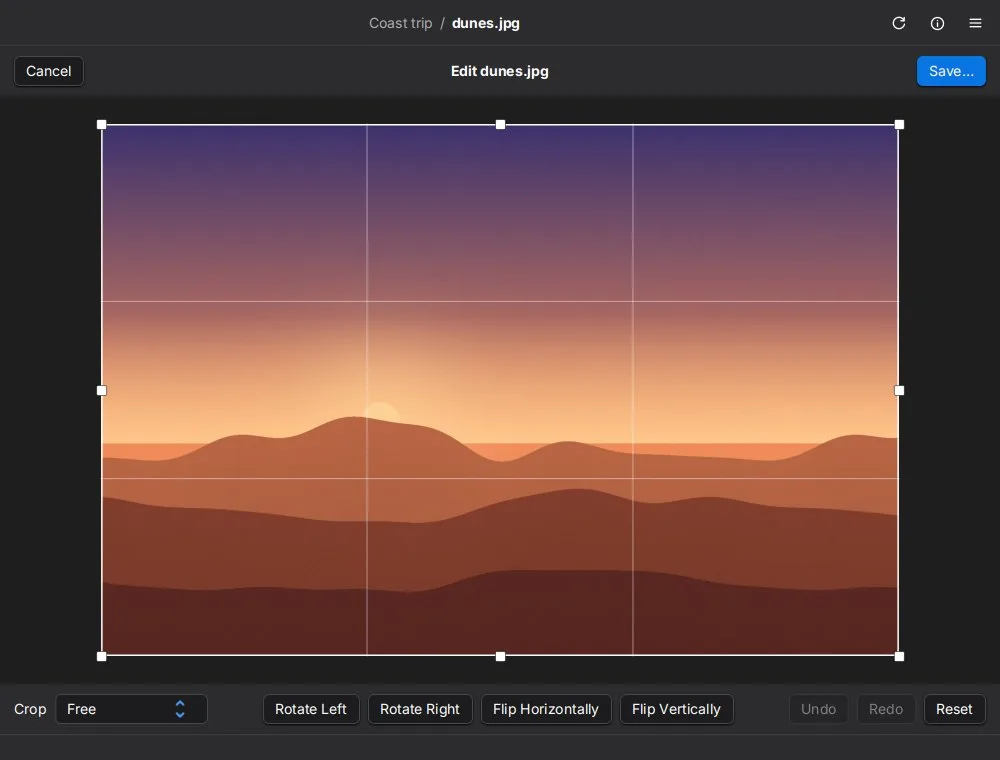 Coast trip / dunes.jpg
Cancel
Edit dunes.jpg
Save...
Crop
Free
Rotate Left
Rotate Right
Flip Horizontally
Flip Vertically
Undo
Redo
Reset